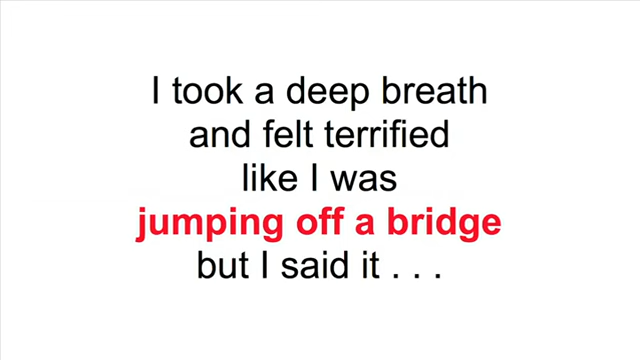 I took a deep breath
and felt terrified
like I was
jumping off a bridge
but I said it . . .